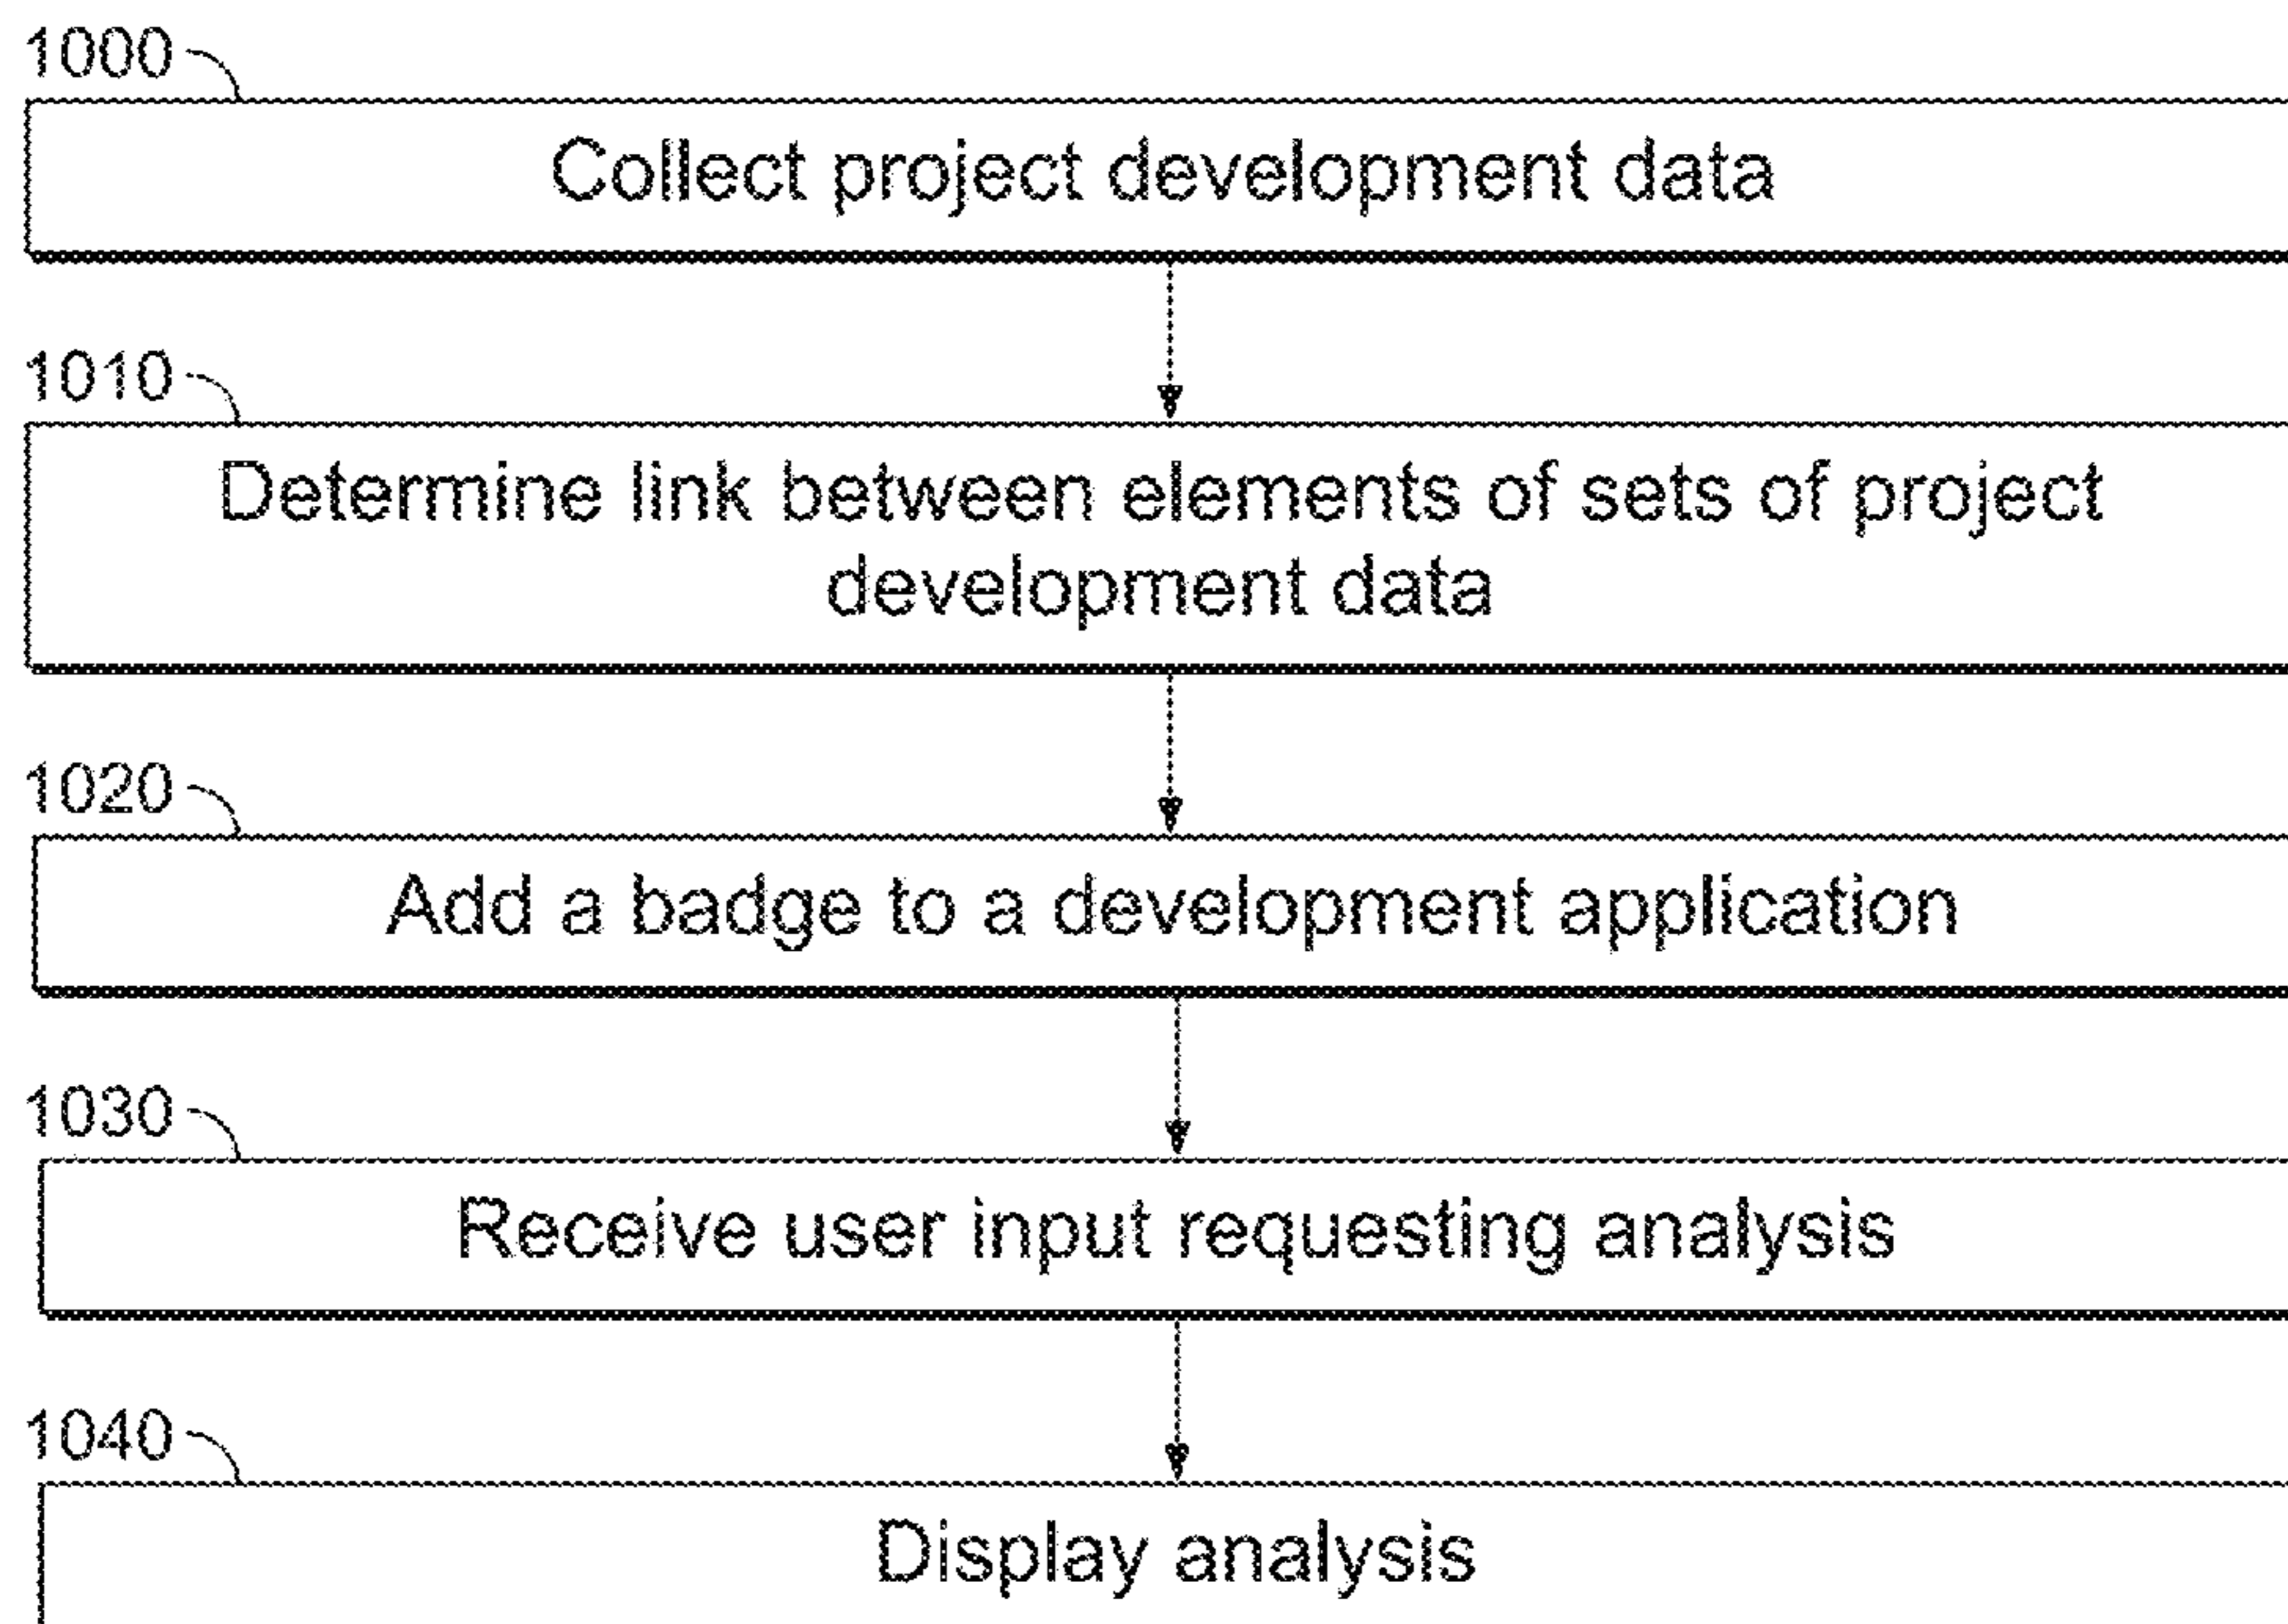 1000
Collect project development data
1010
Determine link between elements of sets of project
development data
1020
Add a badge to a development application
1030
Receive user input requesting analysis
1040
Display analysis